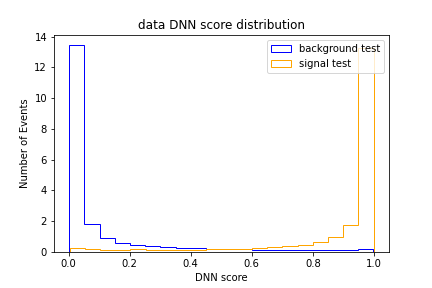 data DNN score distribution
Number of Events
14
12
10
8
6
4
2
0
background test
signal test
0.0 0.2 0.4 0.6 0.8 1.0
DNN score